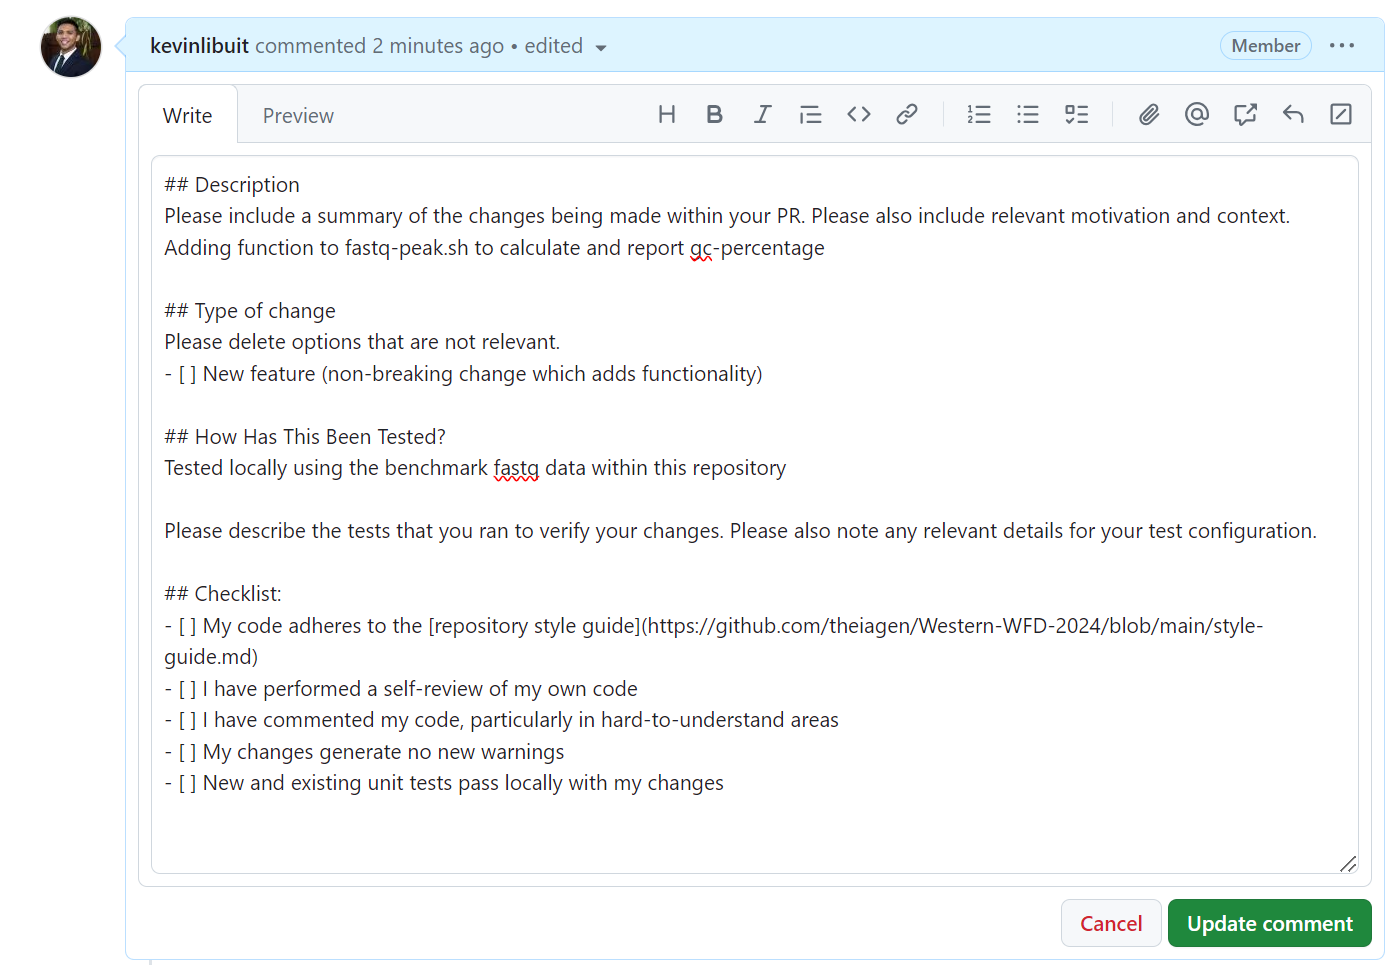 kevinlibuit commented 2 minutes ago • edited
Member
Write
Preview
## Description
Please include a summary of the changes being made within your PR. Please also include relevant motivation and context.
Adding function to fastq-peak.sh to calculate and report gc-percentage
## Type of change
Please delete options that are not relevant.
- [ ] New feature (non-breaking change which adds functionality)
## How Has This Been Tested?
Tested locally using the benchmark fastq data within this repository
Please describe the tests that you ran to verify your changes. Please also note any relevant details for your test configuration.
## Checklist:
- [ ] My code adheres to the [repository style guide](https://github.com/theiagen/Western-WFD-2024/blob/main/style-
guide.md)
- [ ] I have performed a self-review of my own code
- [ ] I have commented my code, particularly in hard-to-understand areas
- [ ] My changes generate no new warnings
- [ ] New and existing unit tests pass locally with my changes
Cancel
Update comment